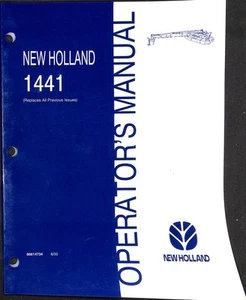 NEW HOLLAND
1441
(Replaces All Previous Issues)
OPERATOR'S MANUAL
NEW HOLLAND